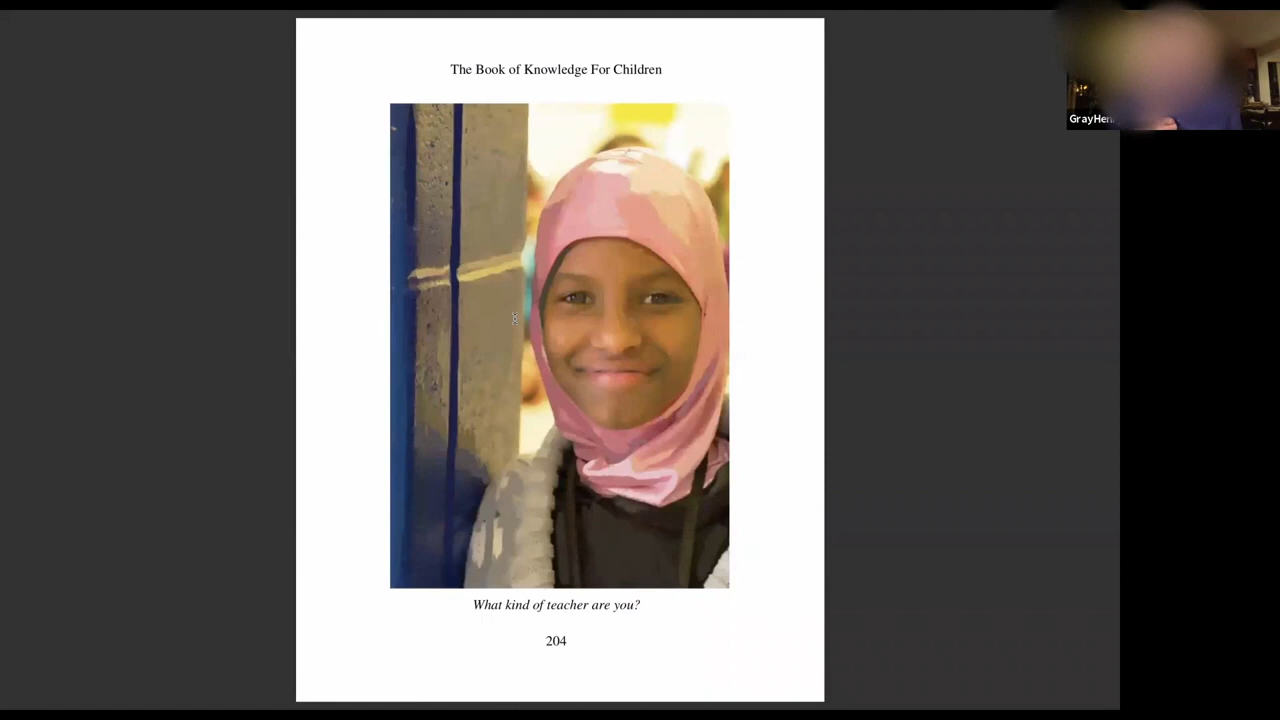 The Book of Knowledge For Children
What kind of teacher are you?
204